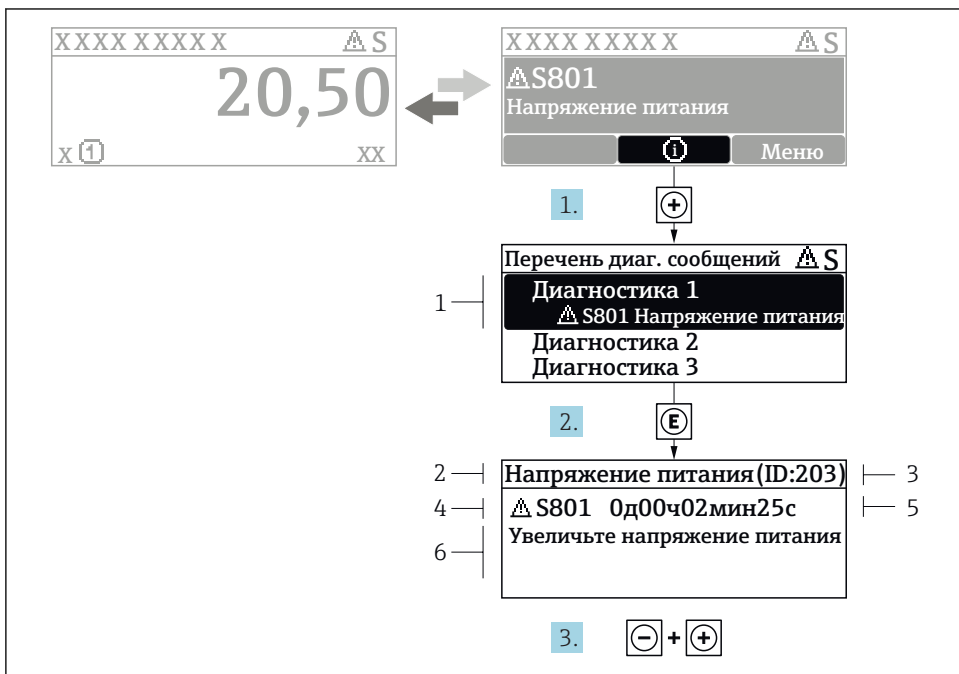 XXXX XXXXX ⚠ S
20,50
x 1 XX
XXXX XXXXX ⚠ S
⚠ S801
Напряжение питания
i Меню
1. +
Перечень диаг. сообщений ⚠ S
1
Диагностика 1
⚠ S801 Напряжение питания
Диагностика 2
Диагностика 3
2. E
2 Напряжение питания (ID:203) 3
4 ⚠ S801 0д00ч02мин25с 5
6 Увеличьте напряжение питания
3. - + +